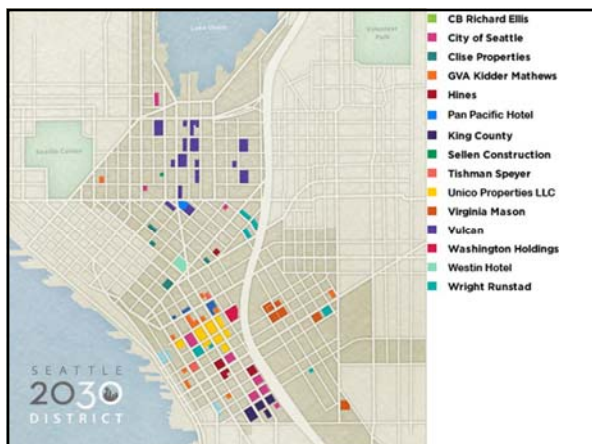 Lake Union
Volunteer
Park
Seattle Center
SEATTLE
2030
DISTRICT
CB Richard Ellis
City of Seattle
Clise Properties
GVA Kidder Mathews
Hines
Pan Pacific Hotel
King County
Sellen Construction
Tishman Speyer
Unico Properties LLC
Virginia Mason
Vulcan
Washington Holdings
Westin Hotel
Wright Runstad